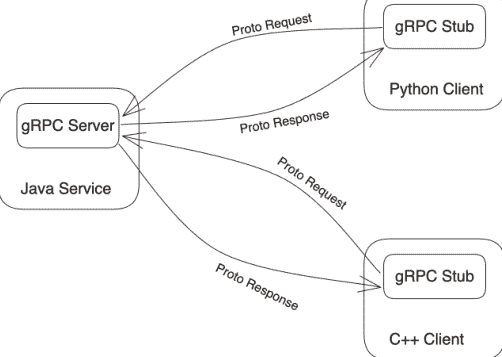 Proto Request
gRPC Stub
Python Client
gRPC Server
Proto Response
Java Service
Proto Request
Proto Response
gRPC Stub
C++ Client